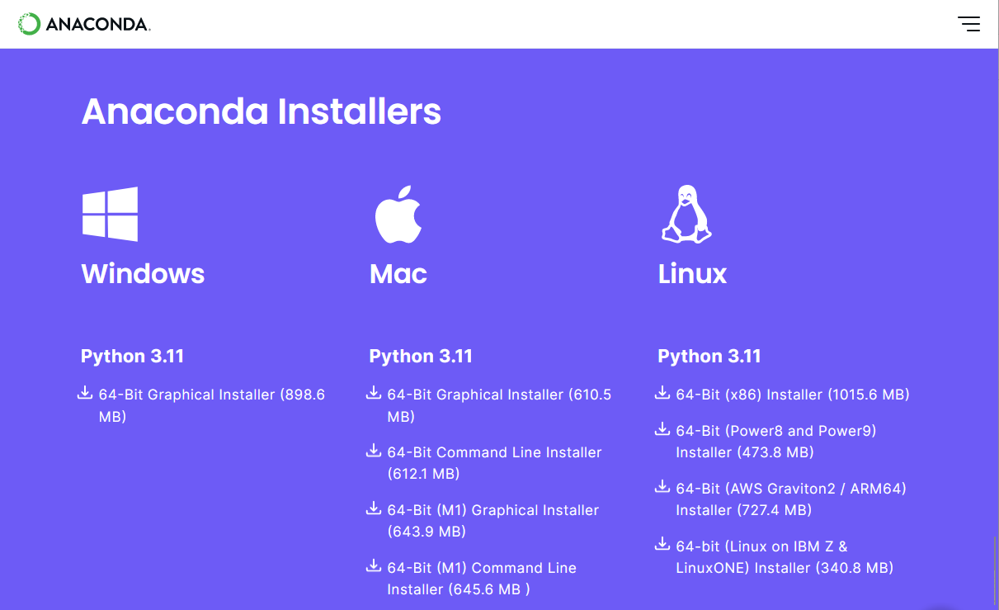 ANACONDA.
Anaconda Installers
Windows
Mac
Linux
Python 3.11
64-Bit Graphical Installer (898.6
MB)
Python 3.11
64-Bit Graphical Installer (610.5
MB)
64-Bit Command Line Installer
(612.1 MB)
64-Bit (M1) Graphical Installer
(643.9 MB)
64-Bit (M1) Command Line
Installer (645.6 MB )
Python 3.11
64-Bit (x86) Installer (1015.6 MB)
64-Bit (Power8 and Power9)
Installer (473.8 MB)
64-Bit (AWS Graviton2 / ARM64)
Installer (727.4 MB)
64-bit (Linux on IBM Z &
LinuxONE) Installer (340.8 MB)